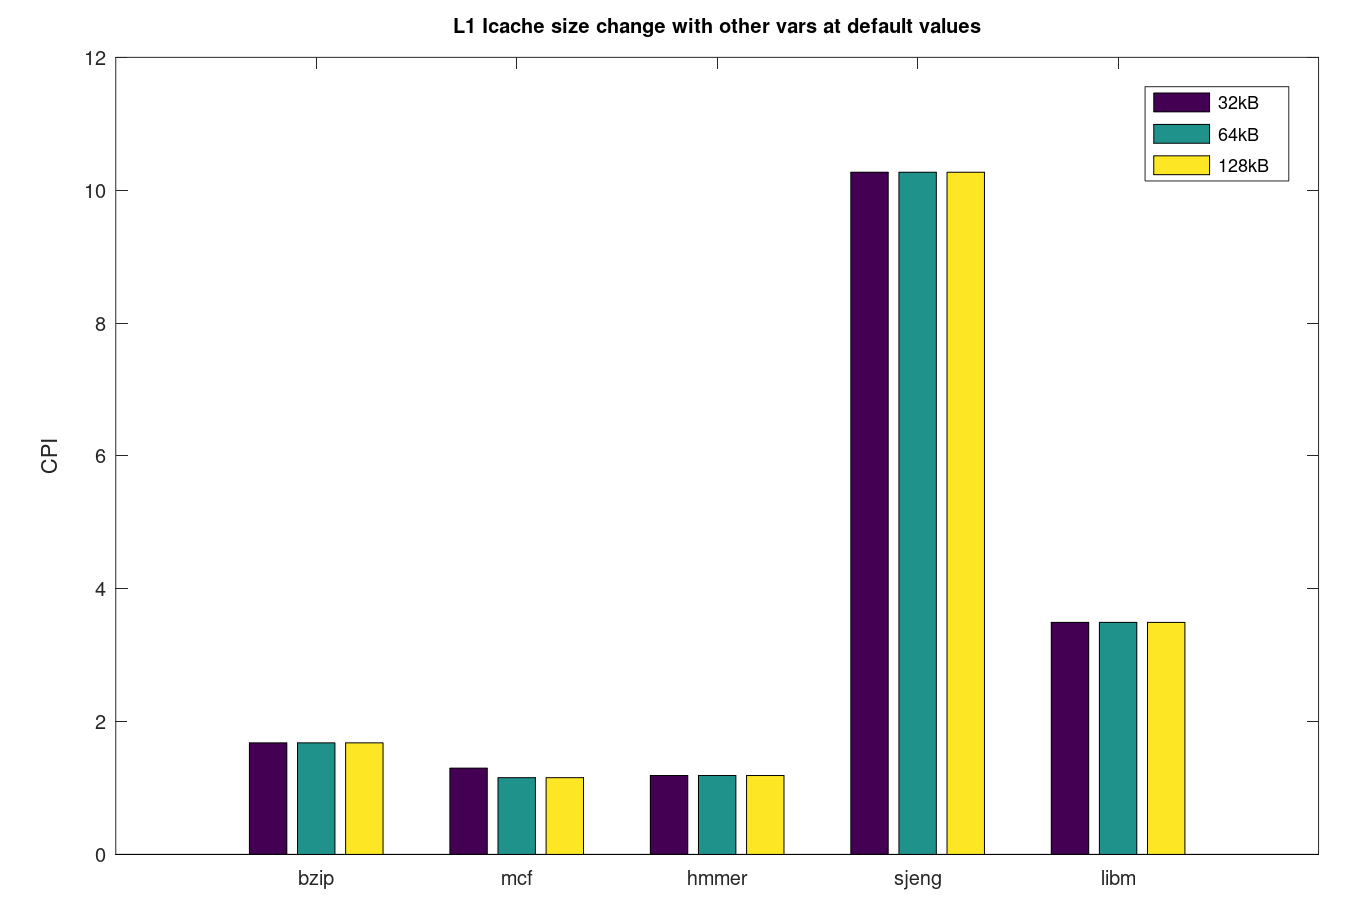 L1 Icache size change with other vars at default values
12
10
8
6
4
2
0
CPI
32kB
64kB
128kB
bzip
mcf
hmmer
sjeng
libm